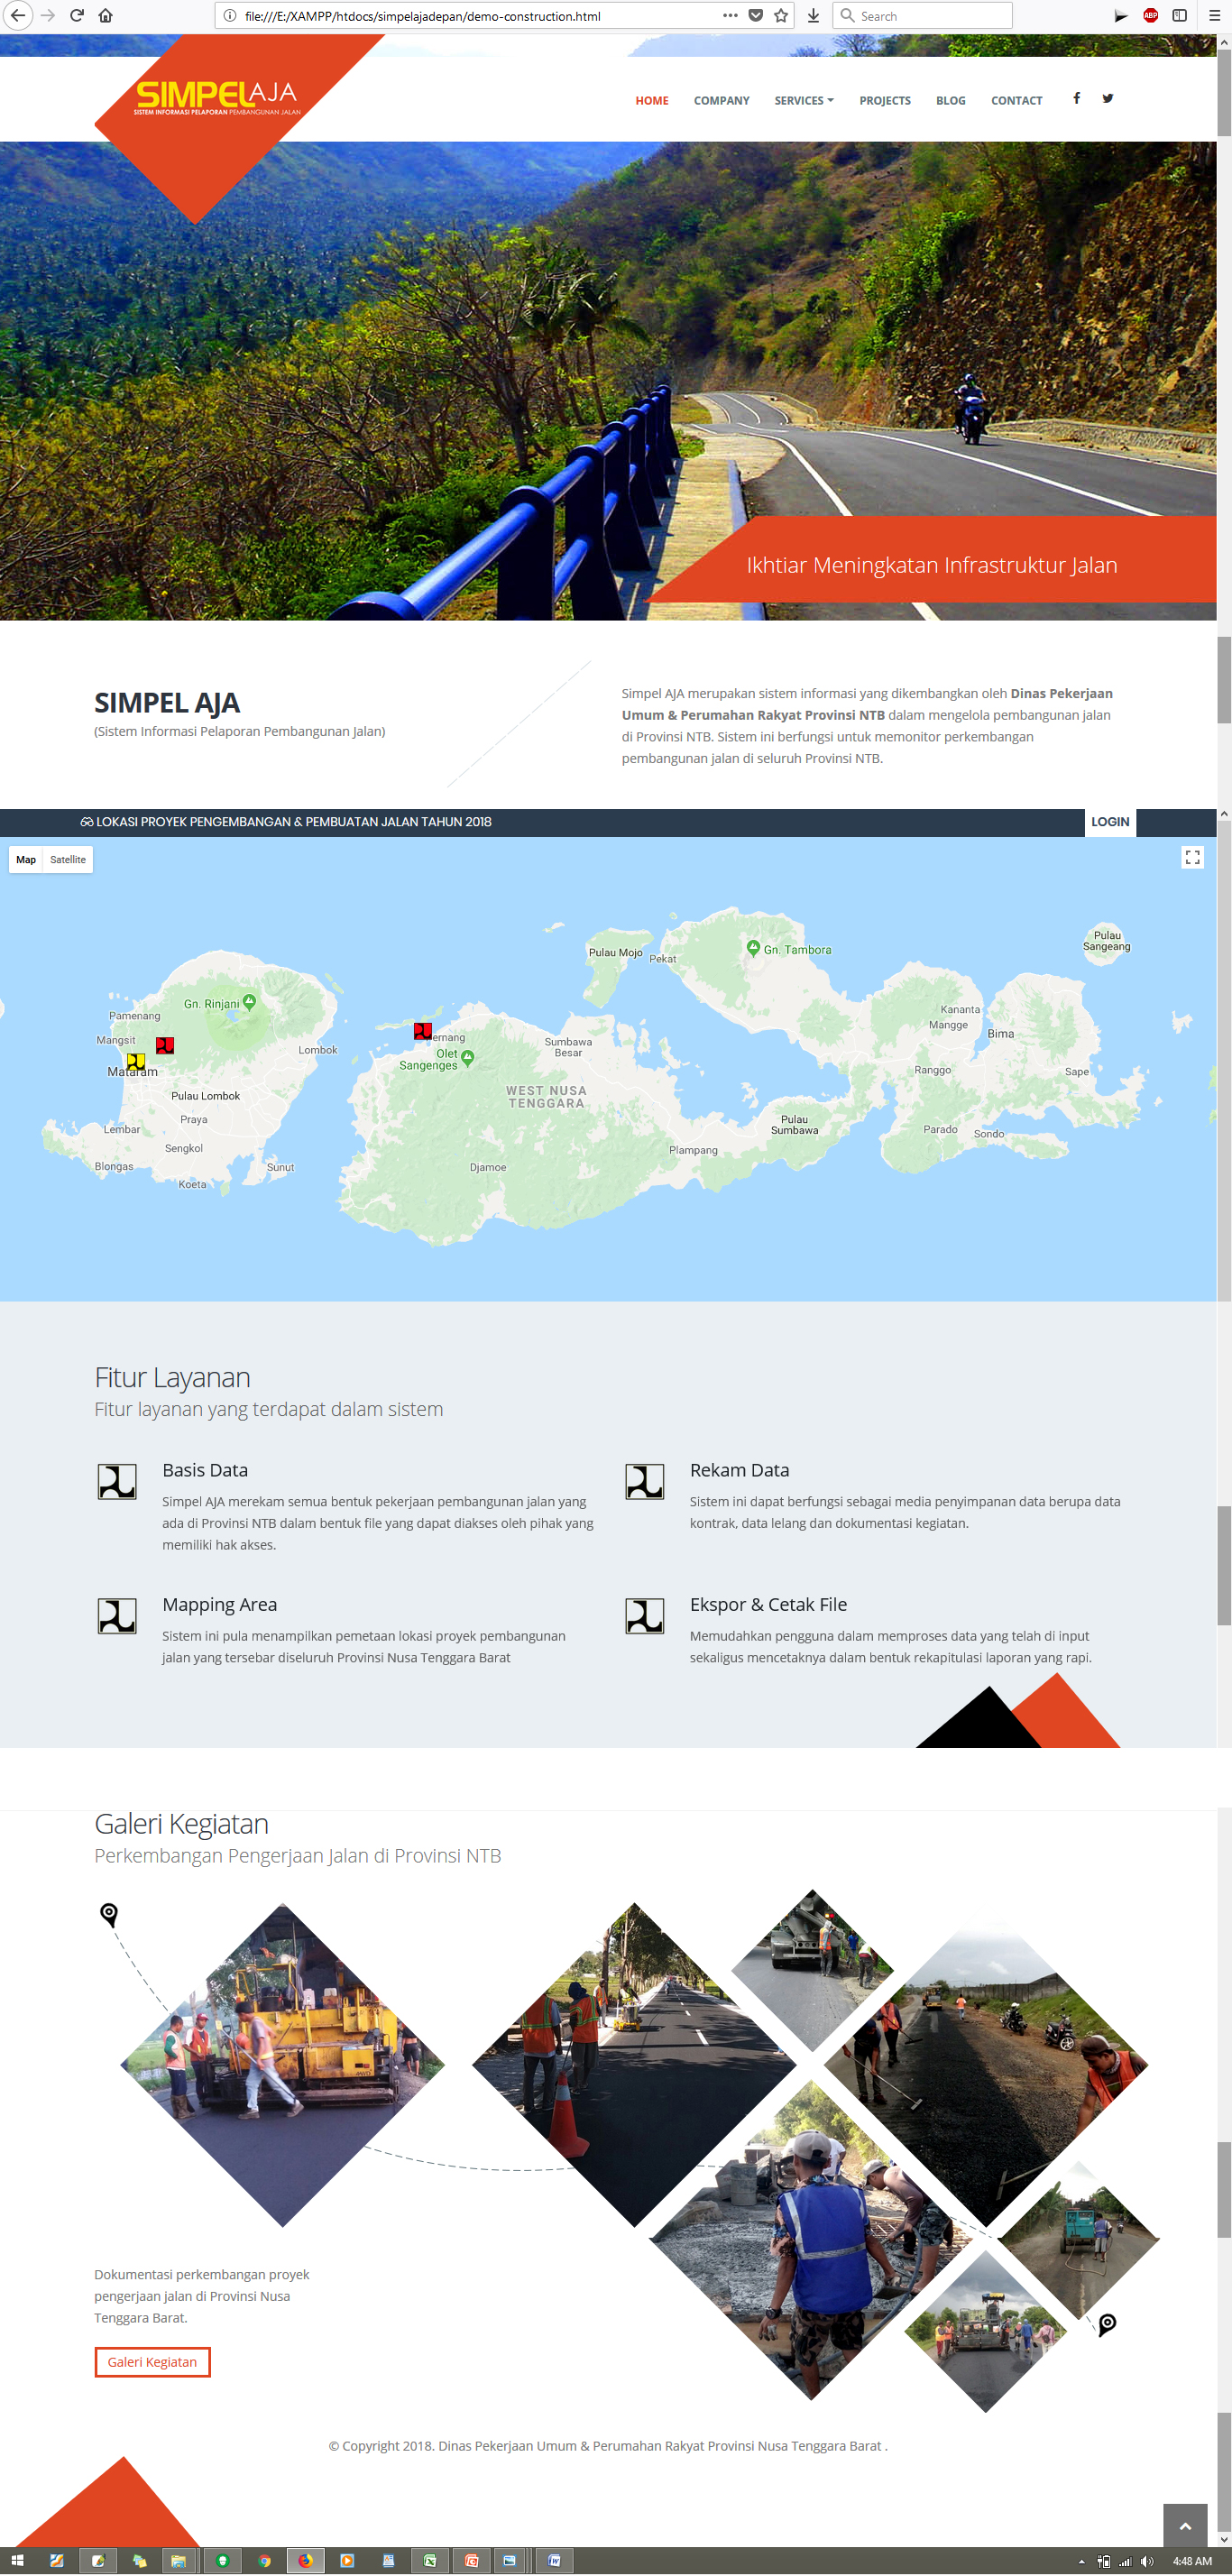 file:///E:/XAMPP/htdocs/simpelajadepan/demo-construction.html
Search
ABP
SIMPELAJA
SISTEM INFORMASI PELAPORAN PEMBANGUNAN JALAN
HOME COMPANY SERVICES PROJECTS BLOG CONTACT
Ikhtiar Meningkatan Infrastruktur Jalan
SIMPEL AJA
(Sistem Informasi Pelaporan Pembangunan Jalan)
Simpel AJA merupakan sistem informasi yang dikembangkan oleh Dinas Pekerjaan
Umum & Perumahan Rakyat Provinsi NTB dalam mengelola pembangunan jalan
di Provinsi NTB. Sistem ini berfungsi untuk memonitor perkembangan
pembangunan jalan di seluruh Provinsi NTB.
LOKASI PROYEK PENGEMBANGAN & PEMBUATAN JALAN TAHUN 2018
LOGIN
Map Satellite
Pulau
Sangeang
Pulau Mojo
Pekat
Gn. Tambora
Gn. Rinjani
Pamenang
Kananta
Mangge
Bima
Mangsit
Lombok
ernang
Sumbawa
Besar
Olet
Sangenges
Mataram
Ranggo
Sape
Pulau Lombok
WEST NUSA
TENGGARA
Praya
Lembar
Pulau
Sumbawa
Parado
Sondo
Sengkol
Plampang
Blongas
Sunut
Djamoe
Koeta
Fitur Layanan
Fitur layanan yang terdapat dalam sistem
Basis Data
Simpel AJA merekam semua bentuk pekerjaan pembangunan jalan yang
ada di Provinsi NTB dalam bentuk file yang dapat diakses oleh pihak yang
memiliki hak akses.
Rekam Data
Sistem ini dapat berfungsi sebagai media penyimpanan data berupa data
kontrak, data lelang dan dokumentasi kegiatan.
Mapping Area
Sistem ini pula menampilkan pemetaan lokasi proyek pembangunan
jalan yang tersebar diseluruh Provinsi Nusa Tenggara Barat
Ekspor & Cetak File
Memudahkan pengguna dalam memproses data yang telah di input
sekaligus mencetaknya dalam bentuk rekapitulasi laporan yang rapi.
Galeri Kegiatan
Perkembangan Pengerjaan Jalan di Provinsi NTB
Dokumentasi perkembangan proyek
pengerjaan jalan di Provinsi Nusa
Tenggara Barat.
Galeri Kegiatan
© Copyright 2018. Dinas Pekerjaan Umum & Perumahan Rakyat Provinsi Nusa Tenggara Barat .
4:48 AM